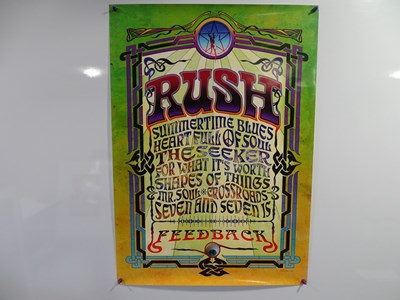 RUSH
SUMMERTIME BLUES
HEART FULL OF SOUL
THE SEEKER
FOR WHAT IT'S WORTH
SHAPES OF THINGS
MR. SOUL * CROSSROADS
SEVEN AND SEVEN IS
FEEDBACK